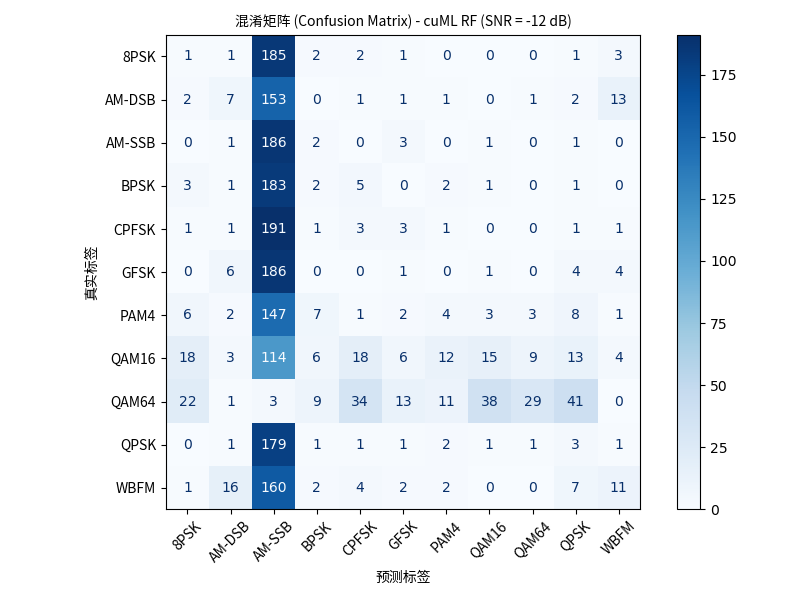 混淆矩阵 (Confusion Matrix) - cuML RF (SNR = -12 dB)
8PSK 1 1 185 2 2 1 0 0 0 1 3
AM-DSB 2 7 153 0 1 1 1 0 1 2 13
AM-SSB 0 1 186 2 0 3 0 1 0 1 0
BPSK 3 1 183 2 5 0 2 1 0 1 0
CPFSK 1 1 191 1 3 3 1 0 0 1 1
GFSK 0 6 186 0 0 1 0 1 0 4 4
PAM4 6 2 147 7 1 2 4 3 3 8 1
QAM16 18 3 114 6 18 6 12 15 9 13 4
QAM64 22 1 3 9 34 13 11 38 29 41 0
QPSK 0 1 179 1 1 1 2 1 1 3 1
WBFM 1 16 160 2 4 2 2 0 0 7 11
8PSK AM-DSB AM-SSB BPSK CPFSK GFSK PAM4 QAM16 QAM64 QPSK WBFM
预测标签
真实标签
175
150
125
100
75
50
25
0